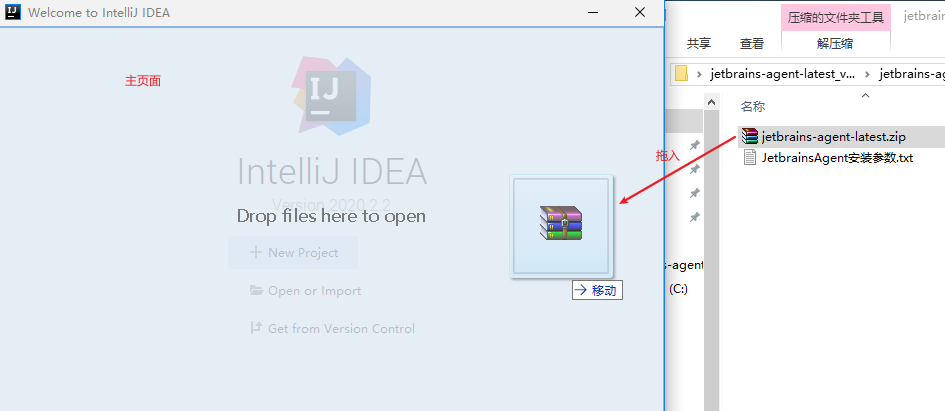 Welcome to IntelliJ IDEA
主页面
IJ
IntelliJ IDEA
Version 2020.2.2
Drop files here to open
New Project
Open or Import
Get from Version Control
移动
拖入
压缩的文件夹工具
jetbrain
共享
查看
解压缩
jetbrains-agent-latest_v...
jetbrains-ag
名称
jetbrains-agent-latest.zip
JetbrainsAgent安装参数.txt
s-agent
(C:)